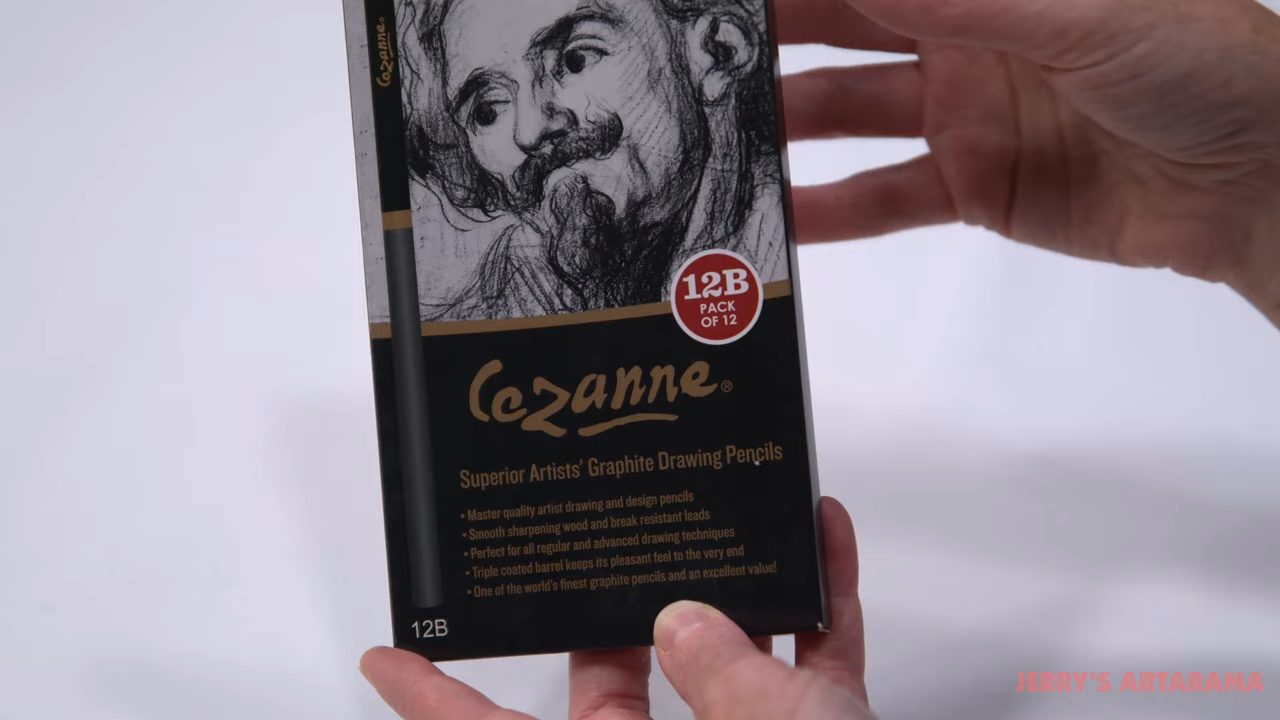 Cezanne®
12B
PACK
OF 12
Cezanne®
Superior Artists' Graphite Drawing Pencils
• Master quality artist drawing and design pencils
• Smooth sharpening wood and break resistant leads
• Perfect for all regular and advanced drawing techniques
• Triple coated barrel keeps its pleasant feel to the very end
• One of the world's finest graphite pencils and an excellent value!
12B
JERRY'S ARTARAMA